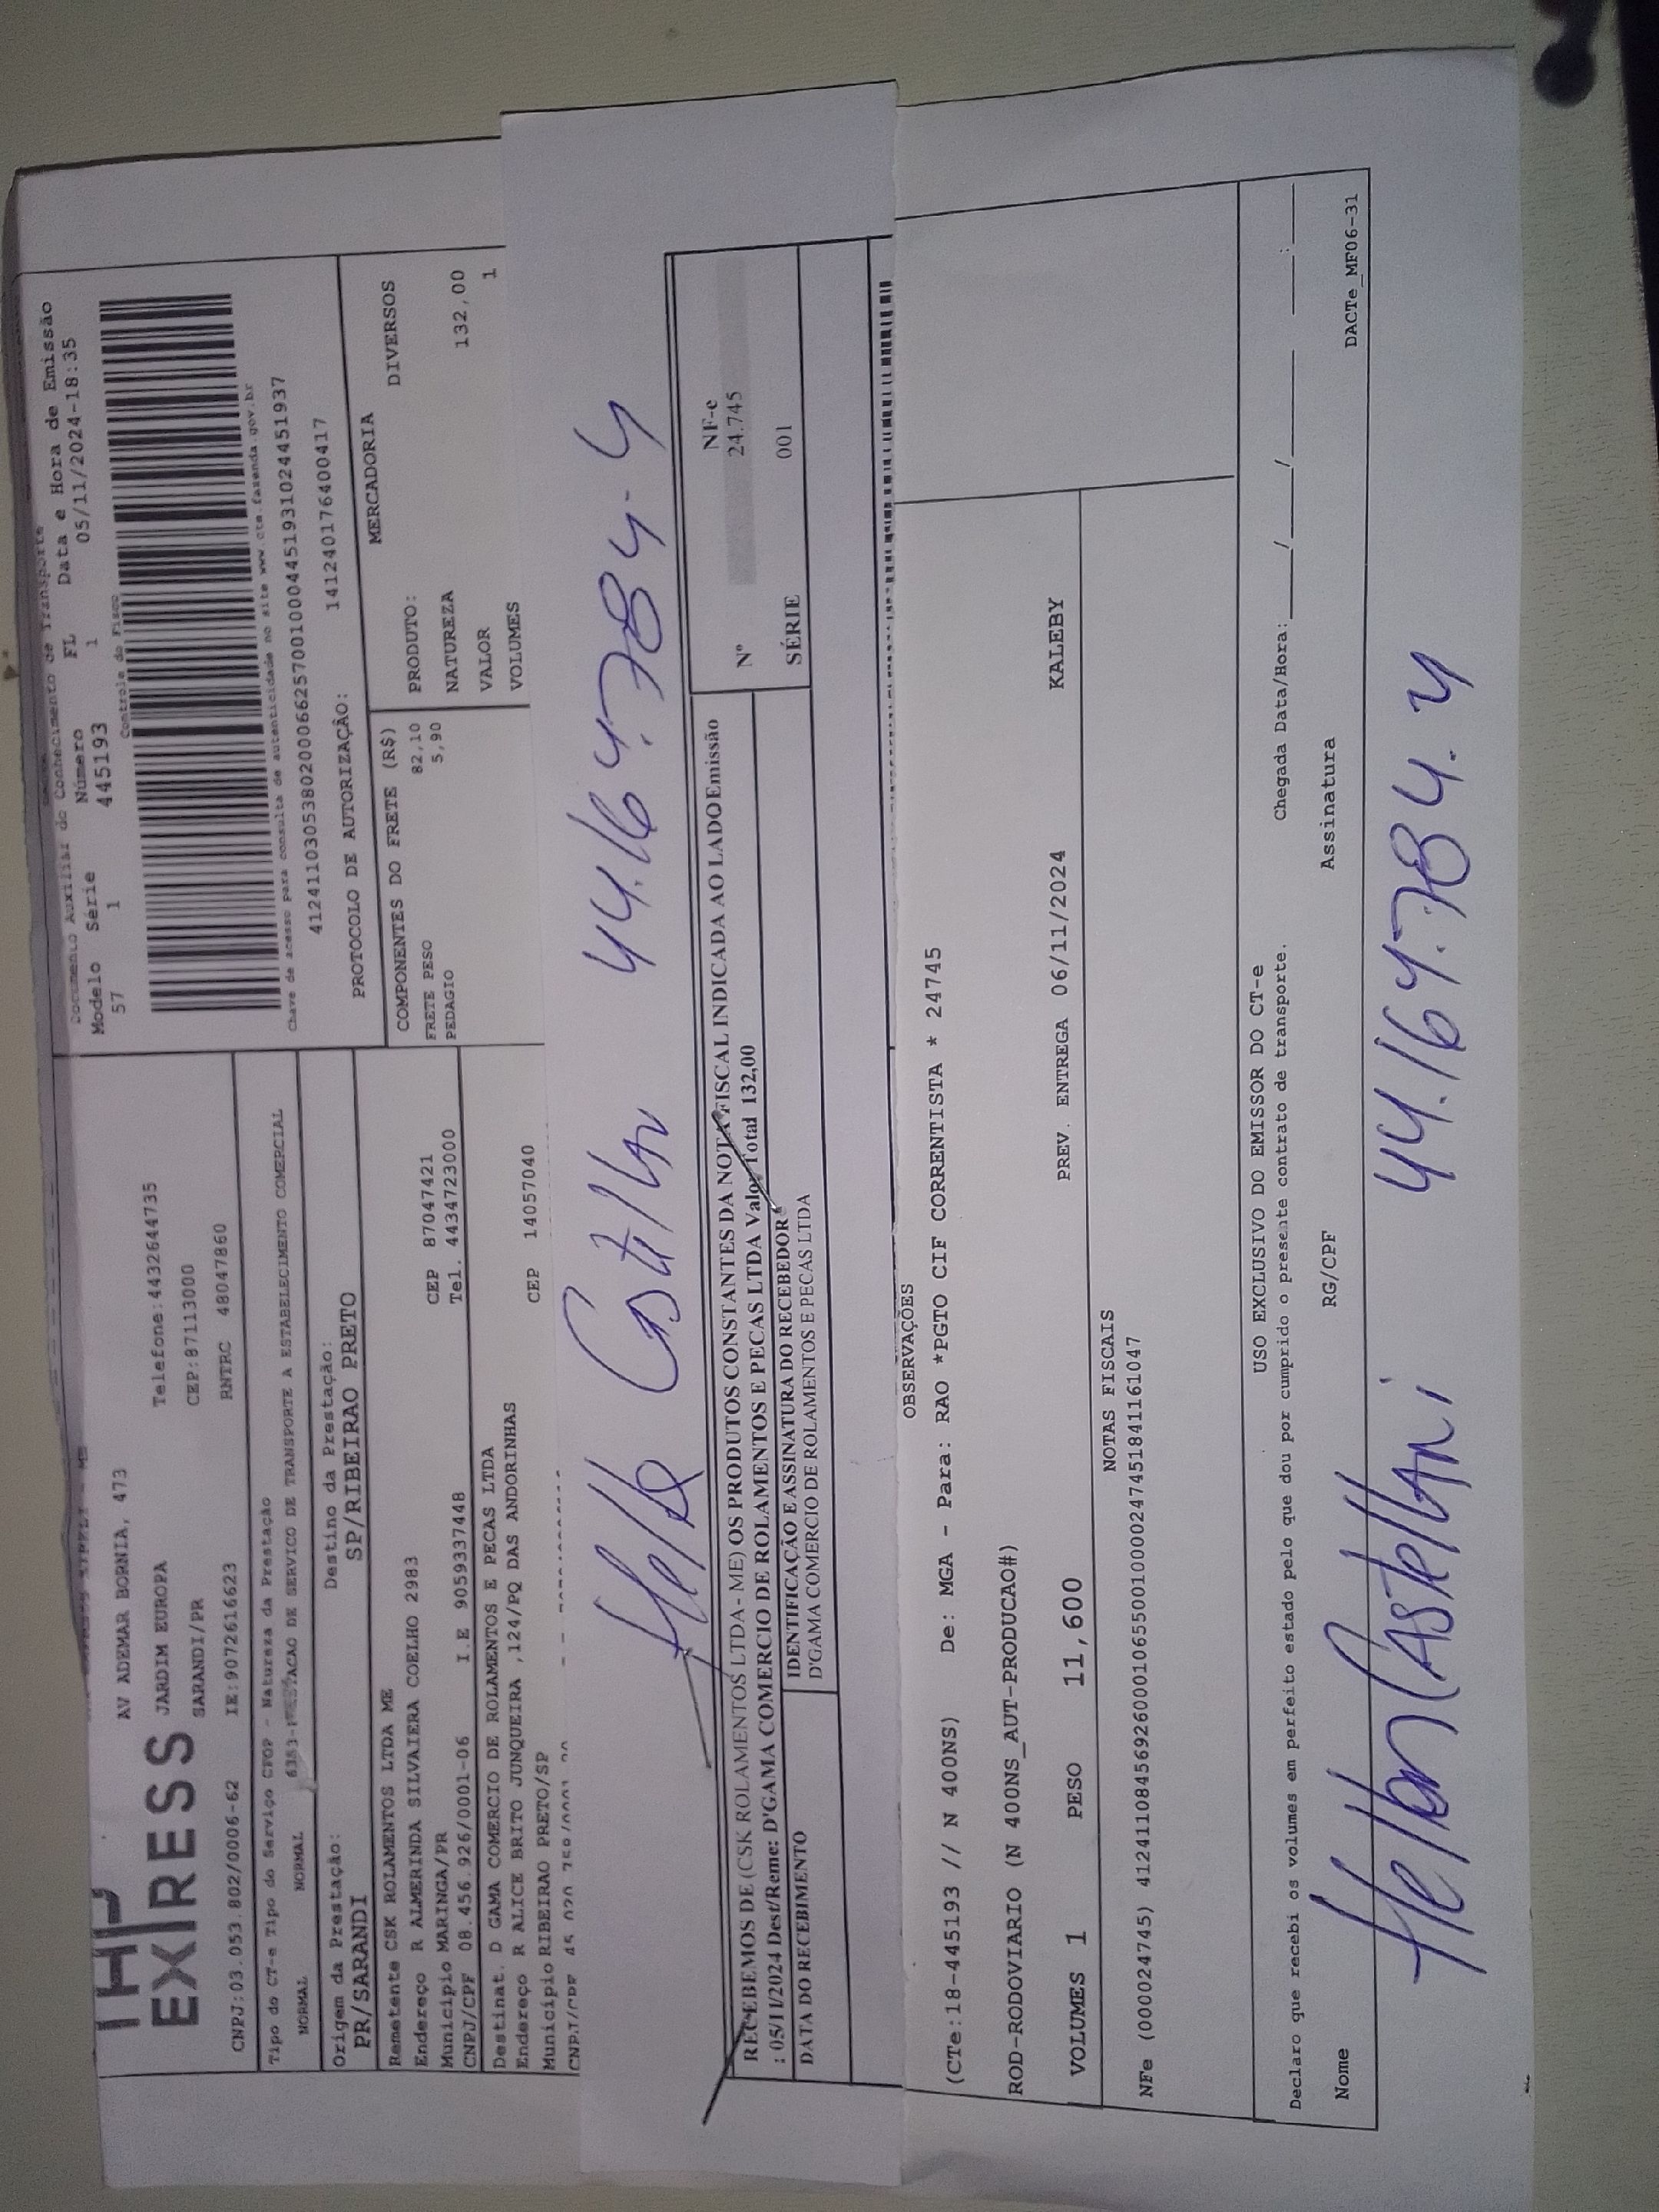 EXPRESS
AV ADEMAR BORNIA, 473
JARDIM EUROPA
Telefone:4432644735
SARANDI/PR
CEP:87113000
CNPJ:03.053.802/0006-62 IE:9072616623 RNTRC 48047860
Documento Auxiliar do Conhecimento de Transporte
Modelo Série Número FL Data e Hora de Emissão
57 1 445193 1 05/11/2024-18:35
Controle do Fisco
Chave de acesso para consulta de autenticidade no site www.cte.fazenda.gov.br
41241103053802000662570010004451931024451937
PROTOCOLO DE AUTORIZAÇÃO: 141240176400417
Tipo do CT-e Tipo do Serviço CFOP - Natureza da Prestação
NORMAL NORMAL DE SERVICO DE TRANSPORTE A ESTABELECIMENTO COMERCIAL
Origem da Prestação: Destino da Prestação:
PR/SARANDI SP/RIBEIRAO PRETO
Remetente CSK ROLAMENTOS LTDA ME
Endereço R ALMERINDA SILVAIERA COELHO 2983 CEP 87047421
Município MARINGA/PR Tel. 4434723000
CNPJ/CPF 08.456.926/0001-06 I.E 9059337448
Destinat. D GAMA COMERCIO DE ROLAMENTOS E PECAS LTDA
Endereço R ALICE BRITO JUNQUEIRA ,124/PQ DAS ANDORINHAS CEP 14057040
Município RIBEIRAO PRETO/SP
CNPJ/CPF
COMPONENTES DO FRETE (R$)
FRETE PESO 82,10
PEDAGIO 5,90
MERCADORIA
PRODUTO: DIVERSOS
NATUREZA
VALOR 132,00
VOLUMES 1
44.164.784-4
RECEBEMOS DE (CSK ROLAMENTOS LTDA - ME) OS PRODUTOS CONSTANTES DA NOTA FISCAL INDICADA AO LADOEmissão
: 05/11/2024 Dest/Reme: D'GAMA COMERCIO DE ROLAMENTOS E PECAS LTDA Valor Total 132,00
DATA DO RECEBIMENTO IDENTIFICAÇÃO E ASSINATURA DO RECEBEDOR
D'GAMA COMERCIO DE ROLAMENTOS E PECAS LTDA
NF-e
Nº 24.745
SÉRIE 001
OBSERVAÇÕES
(CTe:18-445193 // N 400NS) De: MGA - Para: RAO *PGTO CIF CORRENTISTA * 24745
ROD-RODOVIARIO (N 400NS_AUT-PRODUCAO#)
VOLUMES 1 PESO 11,600 PREV. ENTREGA 06/11/2024 KALEBY
NOTAS FISCAIS
NFe (000024745) 41241108456926000106550010000247451841161047
USO EXCLUSIVO DO EMISSOR DO CT-e
Declaro que recebi os volumes em perfeito estado pelo que dou por cumprido o presente contrato de transporte. Chegada Data/Hora:____/____/____ ___:___
Nome RG/CPF Assinatura
DACTe_MF06-31
Castellani 44.164.784.4